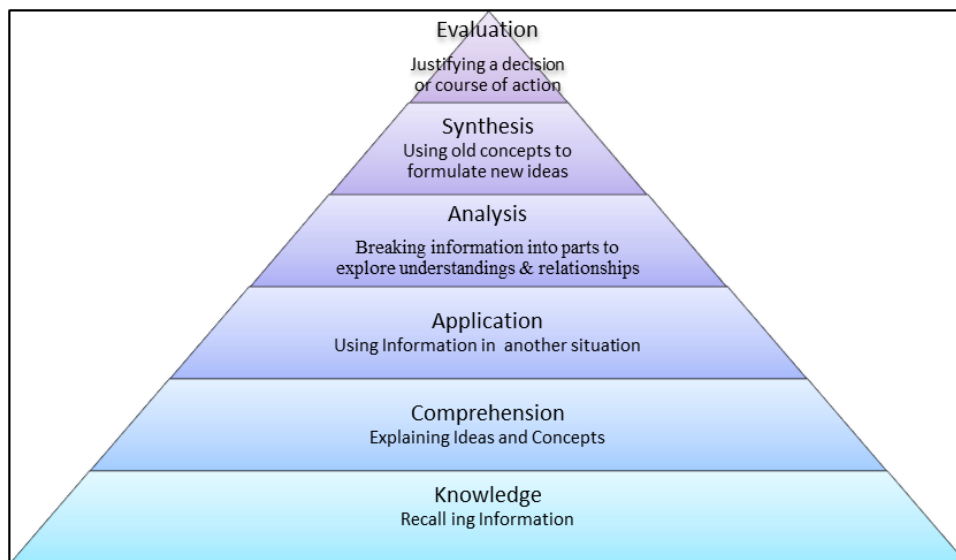 Evaluation
Justifying a decision
or course of action
Synthesis
Using old concepts to
formulate new ideas
Analysis
Breaking information into parts to
explore understandings & relationships
Application
Using Information in  another situation
Comprehension
Explaining Ideas and Concepts
Knowledge
Recall ing Information